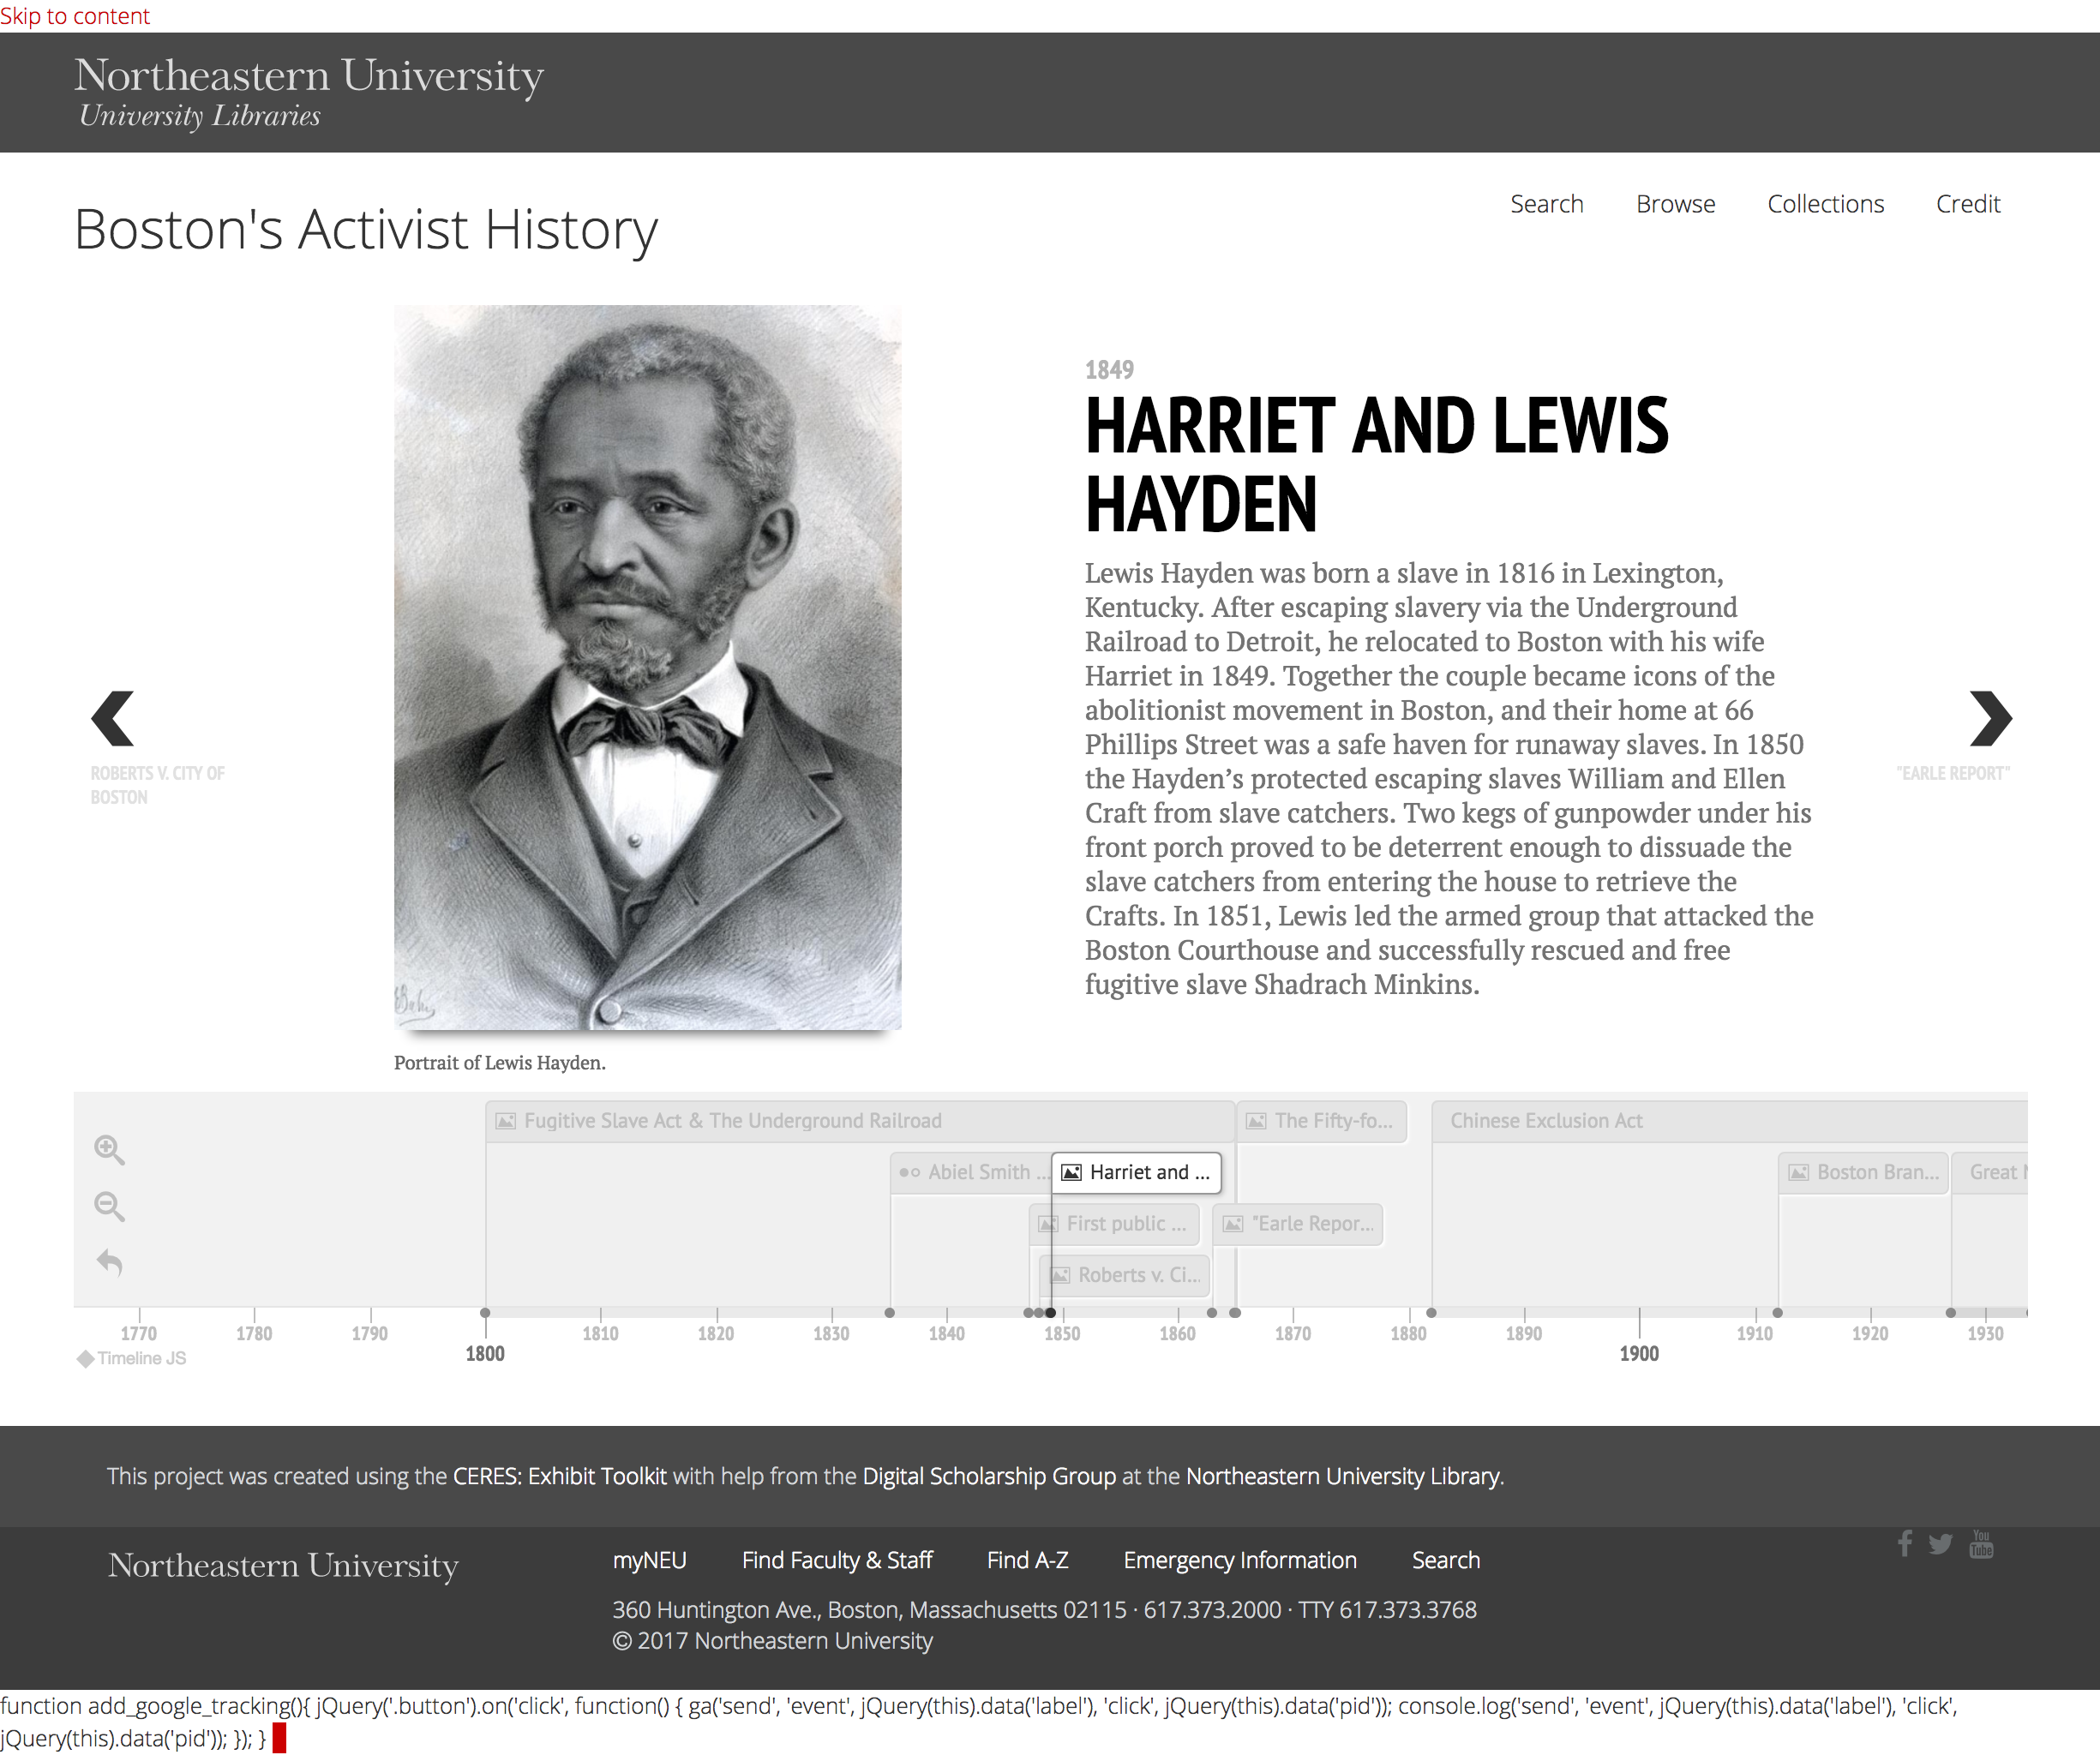 Skip to content
Northeastern University
University Libraries
Boston's Activist History
Search Browse Collections Credit
1849
HARRIET AND LEWIS
HAYDEN
Lewis Hayden was born a slave in 1816 in Lexington,
Kentucky. After escaping slavery via the Underground
Railroad to Detroit, he relocated to Boston with his wife
Harriet in 1849. Together the couple became icons of the
abolitionist movement in Boston, and their home at 66
Phillips Street was a safe haven for runaway slaves. In 1850
the Hayden’s protected escaping slaves William and Ellen
Craft from slave catchers. Two kegs of gunpowder under his
front porch proved to be deterrent enough to dissuade the
slave catchers from entering the house to retrieve the
Crafts. In 1851, Lewis led the armed group that attacked the
Boston Courthouse and successfully rescued and free
fugitive slave Shadrach Minkins.
ROBERTS V. CITY OF
BOSTON
"EARLE REPORT"
Portrait of Lewis Hayden.
Fugitive Slave Act & The Underground Railroad
The Fifty-fo...
Chinese Exclusion Act
Abiel Smith ...
Harriet and ...
Boston Bran...
Great
First public ...
"Earle Repor...
Roberts v. Ci...
1770 1780 1790 1800 1810 1820 1830 1840 1850 1860 1870 1880 1890 1900 1910 1920 1930
Timeline JS
This project was created using the CERES: Exhibit Toolkit with help from the Digital Scholarship Group at the Northeastern University Library.
Northeastern University
myNEU Find Faculty & Staff Find A-Z Emergency Information Search
You
Tube
360 Huntington Ave., Boston, Massachusetts 02115 · 617.373.2000 · TTY 617.373.3768
© 2017 Northeastern University
function add_google_tracking(){ jQuery('.button').on('click', function() { ga('send', 'event', jQuery(this).data('label'), 'click', jQuery(this).data('pid')); console.log('send', 'event', jQuery(this).data('label'), 'click',
jQuery(this).data('pid')); }); }